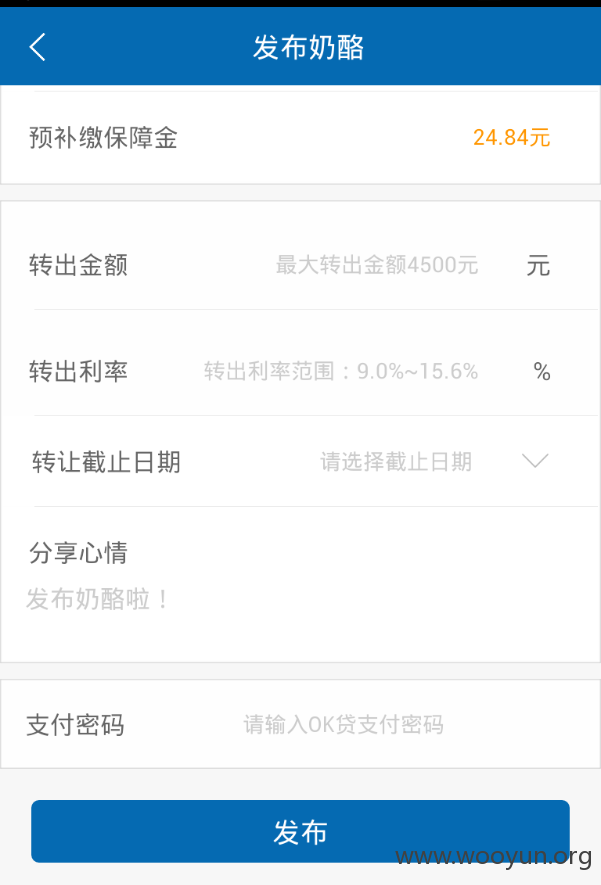 发布奶酪
预补缴保障金 24.84元
转出金额 最大转出金额4500元 元
转出利率 转出利率范围：9.0%~15.6% %
转让截止日期 请选择截止日期
分享心情
发布奶酪啦！
支付密码 请输入OK贷支付密码
发布
www.wooyun.org